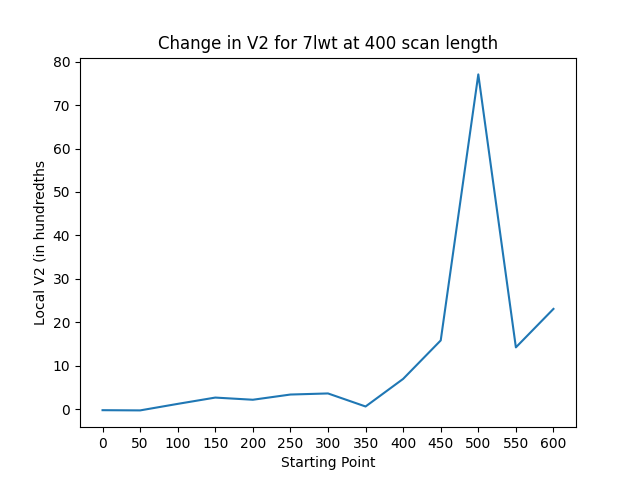 Change in V2 for 7lwt at 400 scan length
Local V2 (in hundredths
80
70
60
50
40
30
20
10
0
0 50 100 150 200 250 300 350 400 450 500 550 600
Starting Point